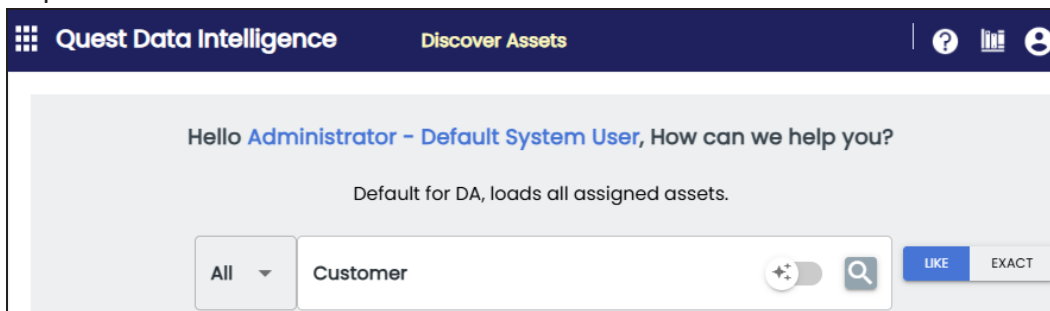 Quest Data Intelligence Discover Assets
Hello Administrator - Default System User, How can we help you?
Default for DA, loads all assigned assets.
All Customer LIKE EXACT